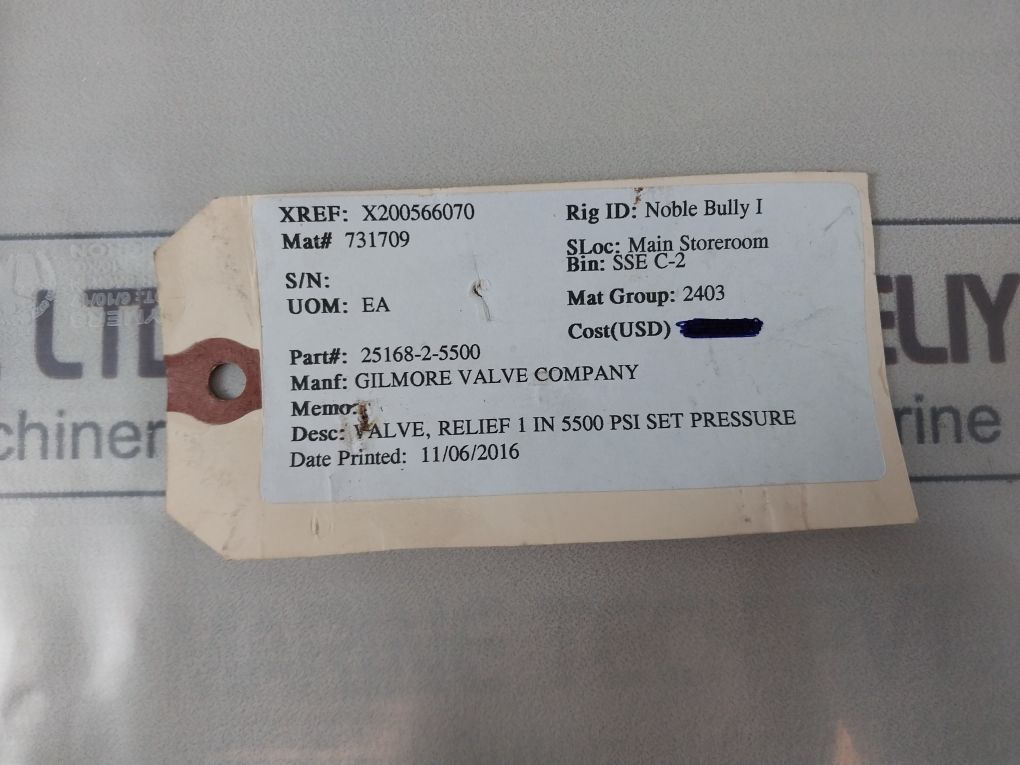 XREF: X200566070
Mat# 731709
S/N:
UOM: EA
Rig ID: Noble Bully I
SLoc: Main Storeroom
Bin: SSE C-2
Mat Group: 2403
Cost(USD)
Part#: 25168-2-5500
Manf: GILMORE VALVE COMPANY
Memo:
Desc: VALVE, RELIEF 1 IN 5500 PSI SET PRESSURE
Date Printed: 11/06/2016